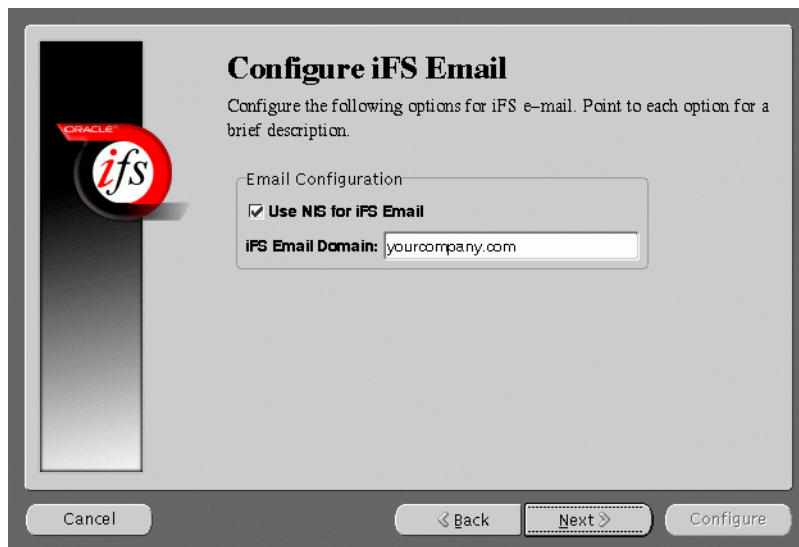 Configure iFS Email
Configure the following options for iFS e-mail. Point to each option for a
brief description.
ORACLE
ifs
Email Configuration
Use NIS for iFS Email
iFS Email Domain: yourcompany.com
Cancel
Back
Next
Configure